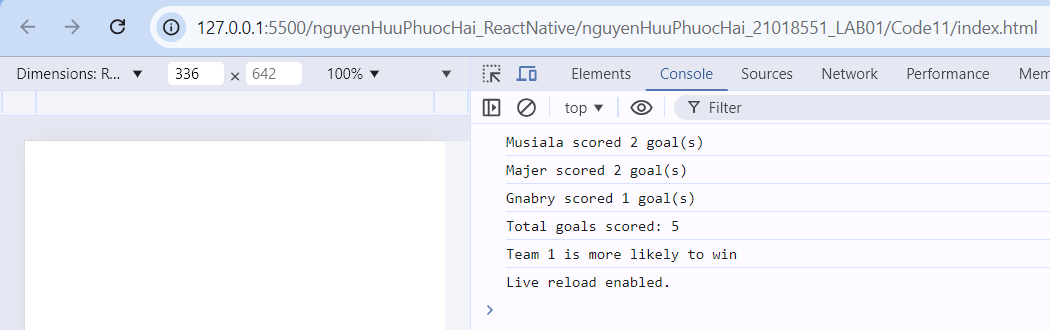 127.0.0.1:5500/nguyenHuuPhuocHai_ReactNative/nguyenHuuPhuocHai_21018551_LAB01/Code11/index.html
Dimensions: R... 336 × 642 100% Elements Console Sources Network Performance Mem
top Filter
Musiala scored 2 goal(s)
Majer scored 2 goal(s)
Gnabry scored 1 goal(s)
Total goals scored: 5
Team 1 is more likely to win
Live reload enabled.